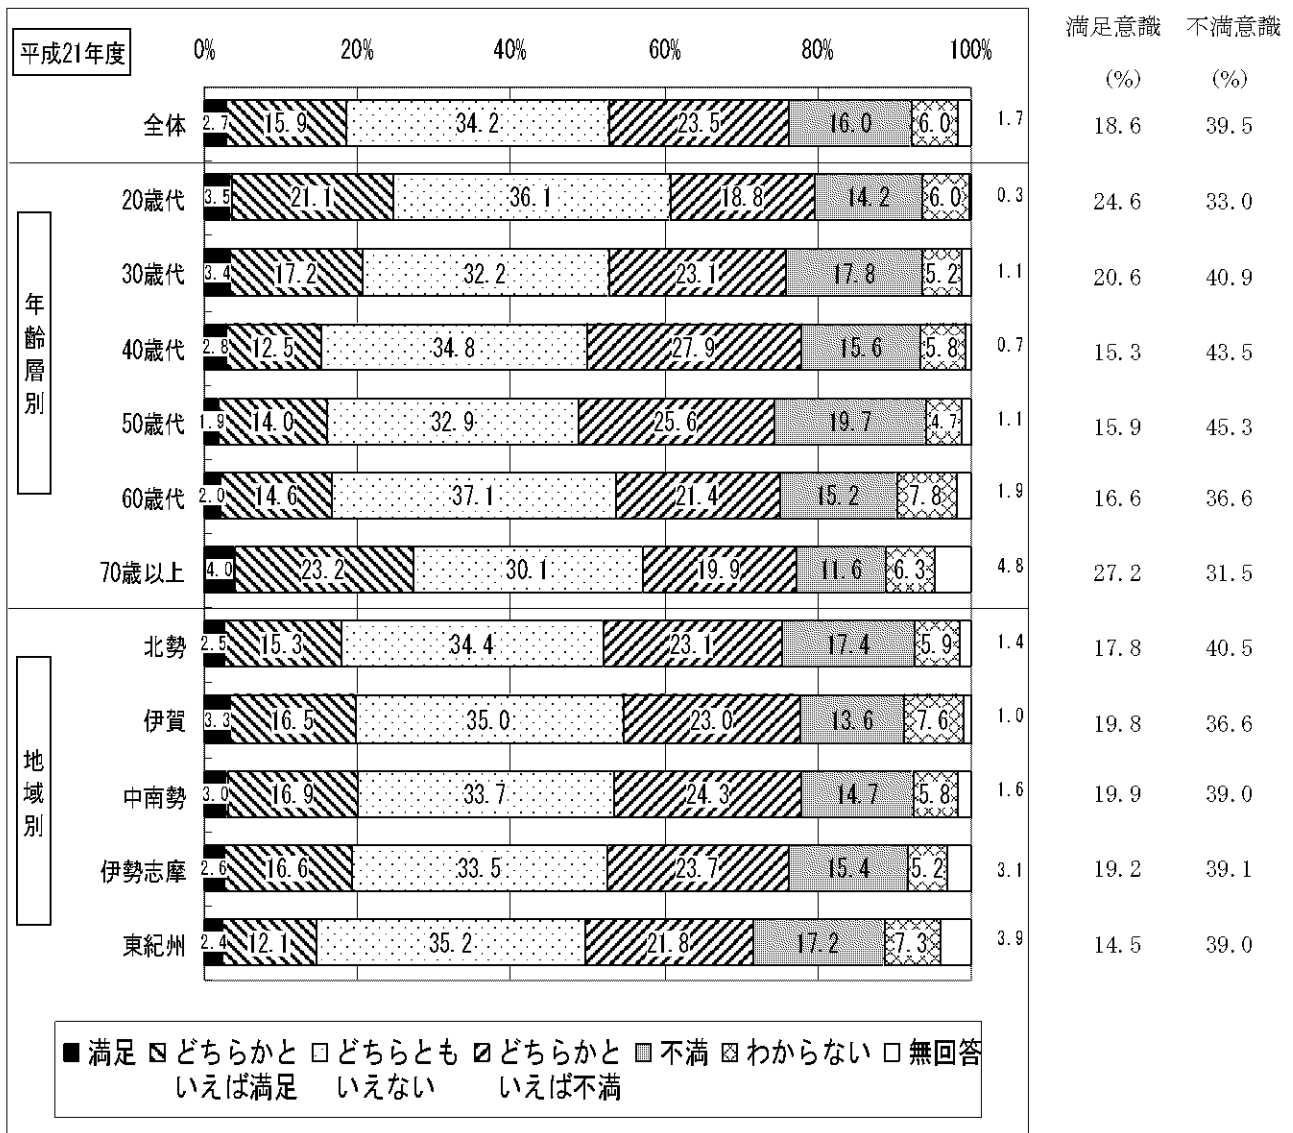 満足意識 不満意識
平成21年度 0% 20% 40% 60% 80% 100%
(%) (%)
全体 2.7 15.9 34.2 23.5 16.0 6.0 1.7 18.6 39.5
年齢層別
20歳代 3.5 21.1 36.1 18.8 14.2 6.0 0.3 24.6 33.0
30歳代 3.4 17.2 32.2 23.1 17.8 5.2 1.1 20.6 40.9
40歳代 2.8 12.5 34.8 27.9 15.6 5.8 0.7 15.3 43.5
50歳代 1.9 14.0 32.9 25.6 19.7 4.7 1.1 15.9 45.3
60歳代 2.0 14.6 37.1 21.4 15.2 7.8 1.9 16.6 36.6
70歳以上 4.0 23.2 30.1 19.9 11.6 6.3 4.8 27.2 31.5
地域別
北勢 2.5 15.3 34.4 23.1 17.4 5.9 1.4 17.8 40.5
伊賀 3.3 16.5 35.0 23.0 13.6 7.6 1.0 19.8 36.6
中南勢 3.0 16.9 33.7 24.3 14.7 5.8 1.6 19.9 39.0
伊勢志摩 2.6 16.6 33.5 23.7 15.4 5.2 3.1 19.2 39.1
東紀州 2.4 12.1 35.2 21.8 17.2 7.3 3.9 14.5 39.0
満足 どちらかと どちらとも どちらかと 不満 わからない 無回答
いえば満足 いえない いえば不満